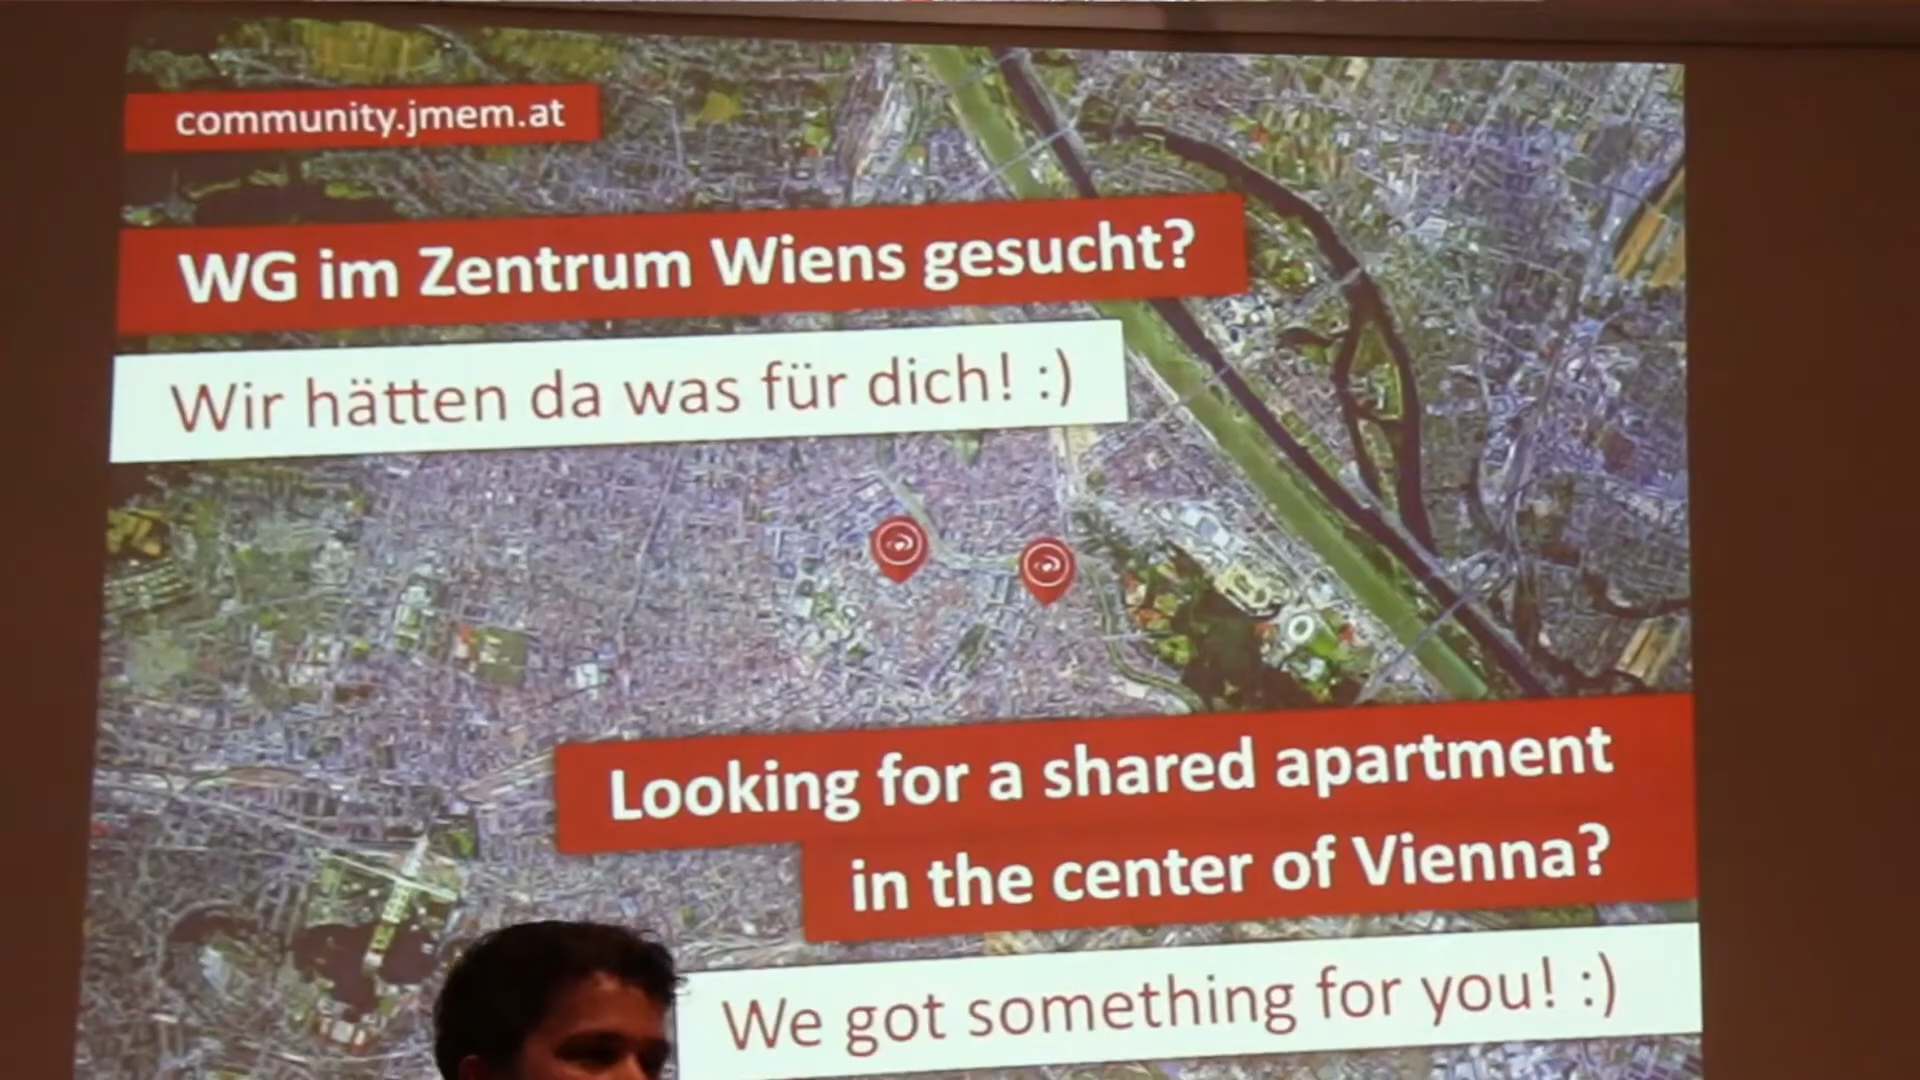 community.jmem.at
WG im Zentrum Wiens gesucht?
Wir hätten da was für dich! :)
Looking for a shared apartment
in the center of Vienna?
We got something for you! :)